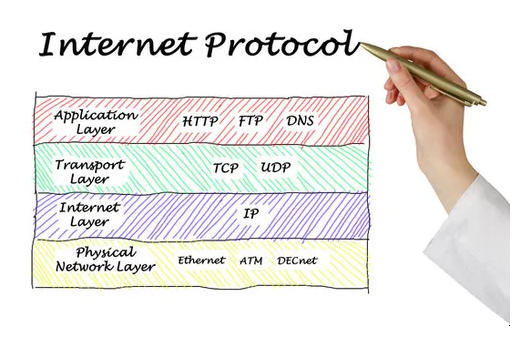 Internet Protocol
Application
Layer
HTTP FTP DNS
Transport
Layer
TCP UDP
Internet
Layer
IP
Physical
Network Layer
Ethernet ATM DECnet